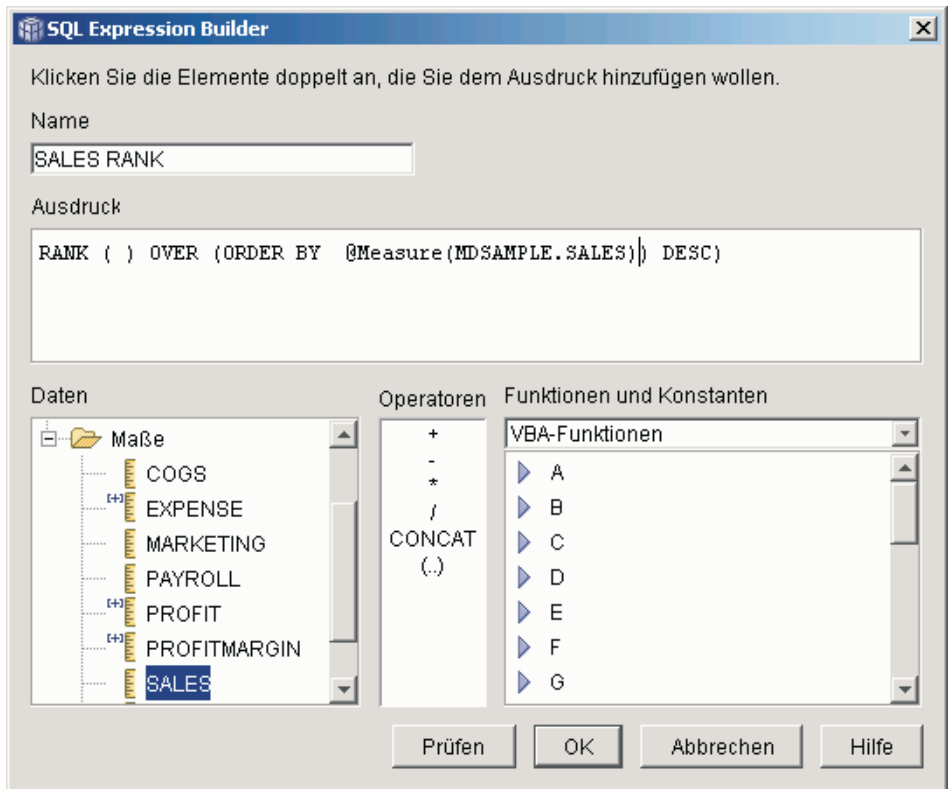 SQL Expression Builder
Klicken Sie die Elemente doppelt an, die Sie dem Ausdruck hinzufügen wollen.
Name
SALES RANK
Ausdruck
RANK ( ) OVER (ORDER BY  @Measure(MDSAMPLE.SALES)) DESC)
Daten
Maße
COGS
EXPENSE
MARKETING
PAYROLL
PROFIT
PROFITMARGIN
SALES
Operatoren
+
-
*
/
CONCAT
(..)
Funktionen und Konstanten
VBA-Funktionen
A
B
C
D
E
F
G
Prüfen
OK
Abbrechen
Hilfe